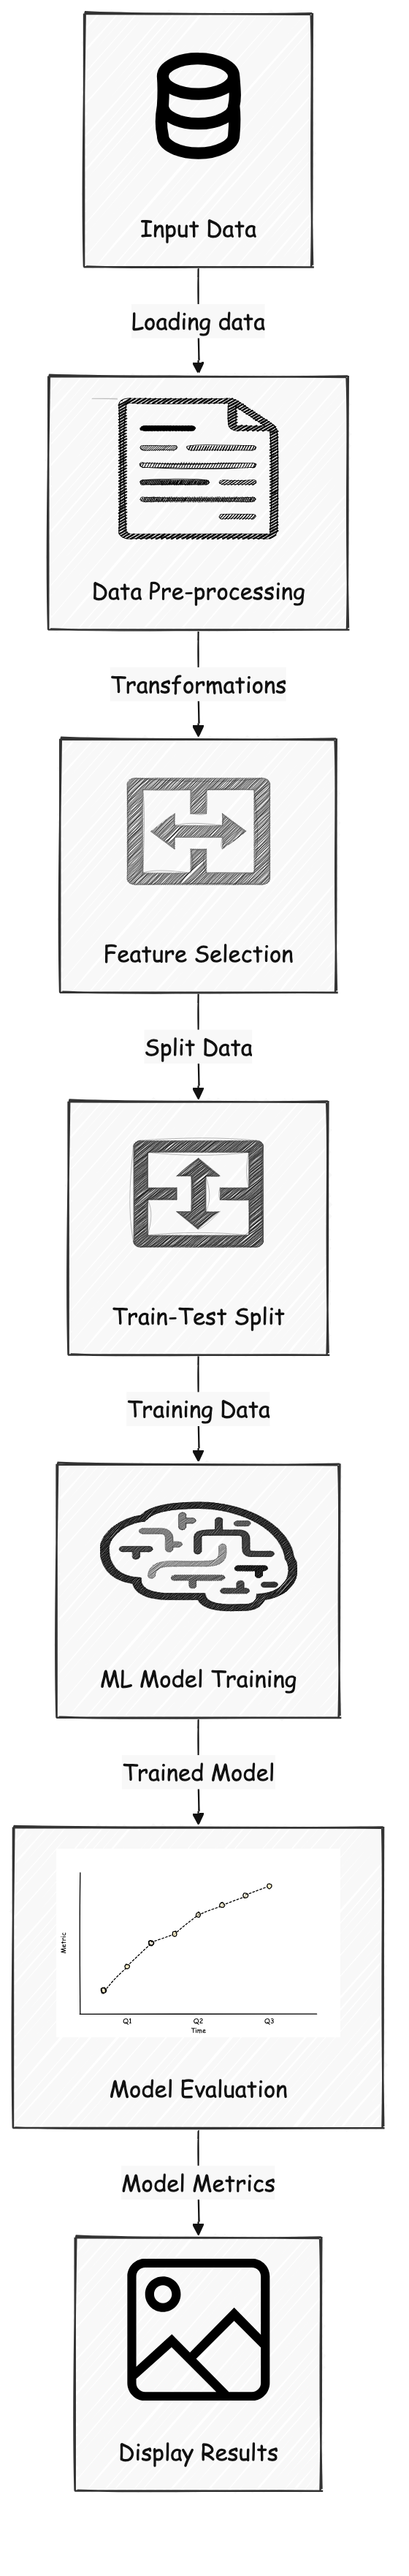 Input Data
Loading data
Data Pre-processing
Transformations
Feature Selection
Split Data
Train-Test Split
Training Data
ML Model Training
Trained Model
Metric
Q1 Q2 Q3
Time
Model Evaluation
Model Metrics
Display Results